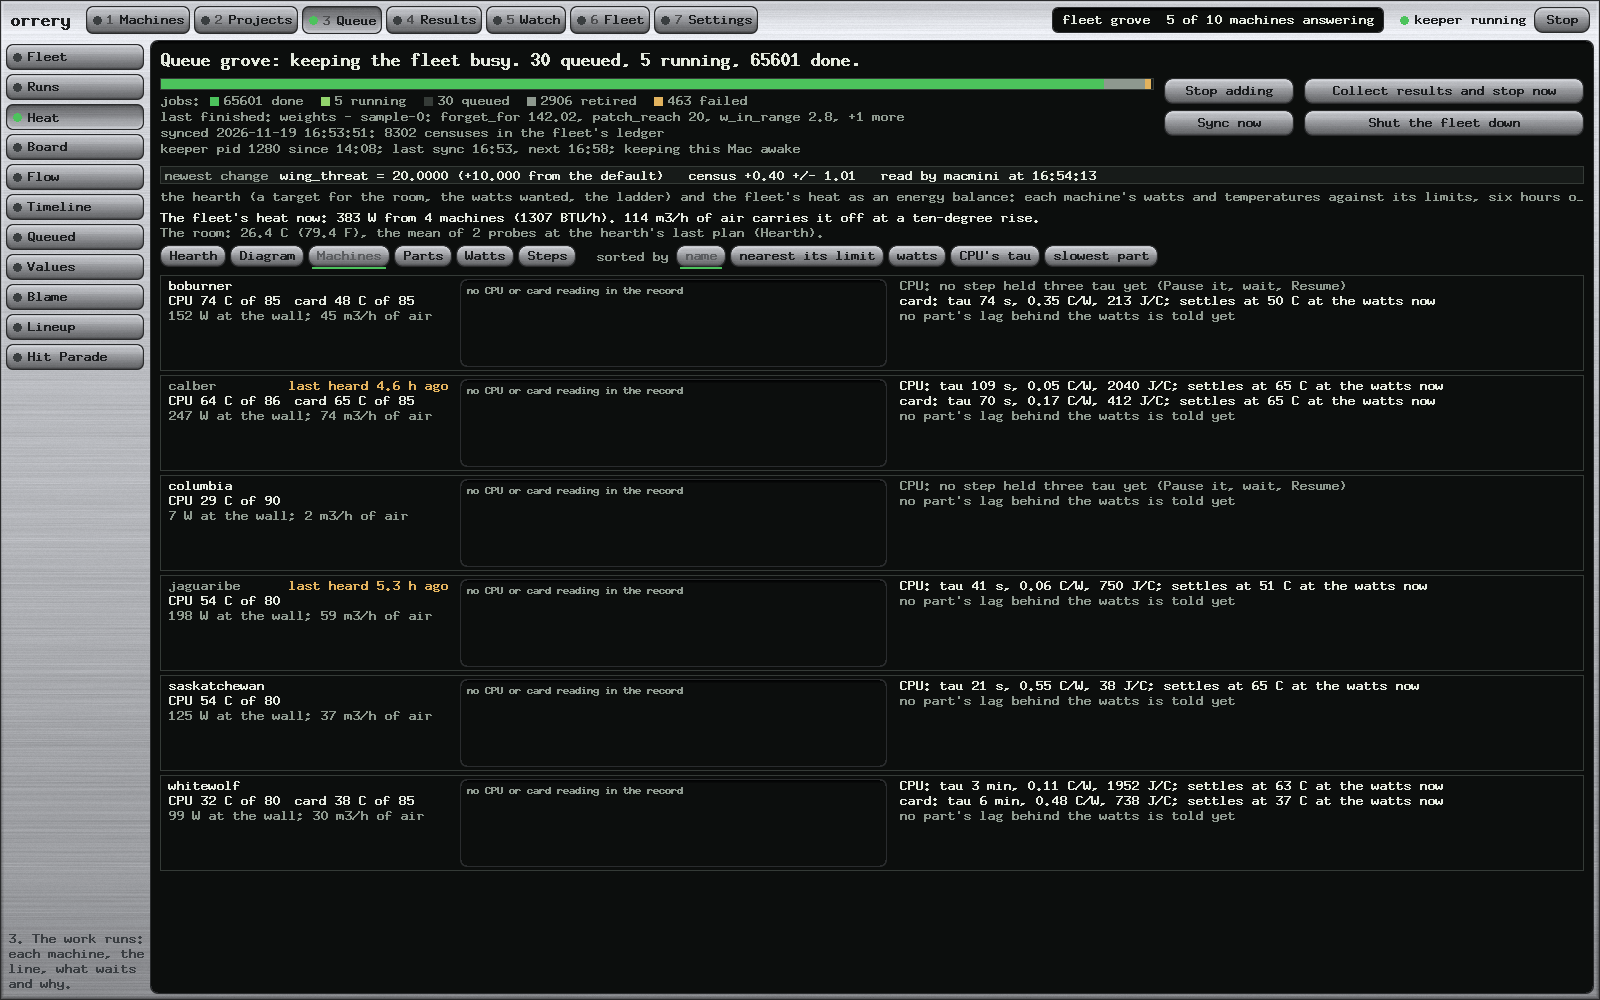 orrery
1 Machines
2 Projects
3 Queue
4 Results
5 Watch
6 Fleet
7 Settings
fleet grove 5 of 10 machines answering
keeper running
Stop
Fleet
Runs
Heat
Board
Flow
Timeline
Queued
Values
Blame
Lineup
Hit Parade
3. The work runs:
each machine, the
line, what waits
and why.
Queue grove: keeping the fleet busy. 30 queued, 5 running, 65601 done.
jobs: 65601 done 5 running 30 queued 2906 retired 463 failed
last finished: weights - sample-0: forget_for 142.02, patch_reach 20, w_in_range 2.8, +1 more
synced 2026-11-19 16:53:51: 8302 censuses in the fleet's ledger
keeper pid 1280 since 14:08; last sync 16:53, next 16:58; keeping this Mac awake
Stop adding
Collect results and stop now
Sync now
Shut the fleet down
newest change wing_threat = 20.0000 (+10.000 from the default) census +0.40 +/- 1.01 read by macmini at 16:54:13
the hearth (a target for the room, the watts wanted, the ladder) and the fleet's heat as an energy balance: each machine's watts and temperatures against its limits, six hours o…
The fleet's heat now: 383 W from 4 machines (1307 BTU/h). 114 m3/h of air carries it off at a ten-degree rise.
The room: 26.4 C (79.4 F), the mean of 2 probes at the hearth's last plan (Hearth).
Hearth Diagram Machines Parts Watts Steps sorted by name nearest its limit watts CPU's tau slowest part
boburner
CPU 74 C of 85 card 48 C of 85
152 W at the wall; 45 m3/h of air
no CPU or card reading in the record
CPU: no step held three tau yet (Pause it, wait, Resume)
card: tau 74 s, 0.35 C/W, 213 J/C; settles at 50 C at the watts now
no part's lag behind the watts is told yet
calber last heard 4.6 h ago
CPU 64 C of 86 card 65 C of 85
247 W at the wall; 74 m3/h of air
no CPU or card reading in the record
CPU: tau 109 s, 0.05 C/W, 2040 J/C; settles at 65 C at the watts now
card: tau 70 s, 0.17 C/W, 412 J/C; settles at 65 C at the watts now
no part's lag behind the watts is told yet
columbia
CPU 29 C of 90
7 W at the wall; 2 m3/h of air
no CPU or card reading in the record
CPU: no step held three tau yet (Pause it, wait, Resume)
no part's lag behind the watts is told yet
jaguaribe last heard 5.3 h ago
CPU 54 C of 80
198 W at the wall; 59 m3/h of air
no CPU or card reading in the record
CPU: tau 41 s, 0.06 C/W, 750 J/C; settles at 51 C at the watts now
no part's lag behind the watts is told yet
saskatchewan
CPU 54 C of 80
125 W at the wall; 37 m3/h of air
no CPU or card reading in the record
CPU: tau 21 s, 0.55 C/W, 38 J/C; settles at 65 C at the watts now
no part's lag behind the watts is told yet
whitewolf
CPU 32 C of 80 card 38 C of 85
99 W at the wall; 30 m3/h of air
no CPU or card reading in the record
CPU: tau 3 min, 0.11 C/W, 1952 J/C; settles at 63 C at the watts now
card: tau 6 min, 0.48 C/W, 738 J/C; settles at 37 C at the watts now
no part's lag behind the watts is told yet